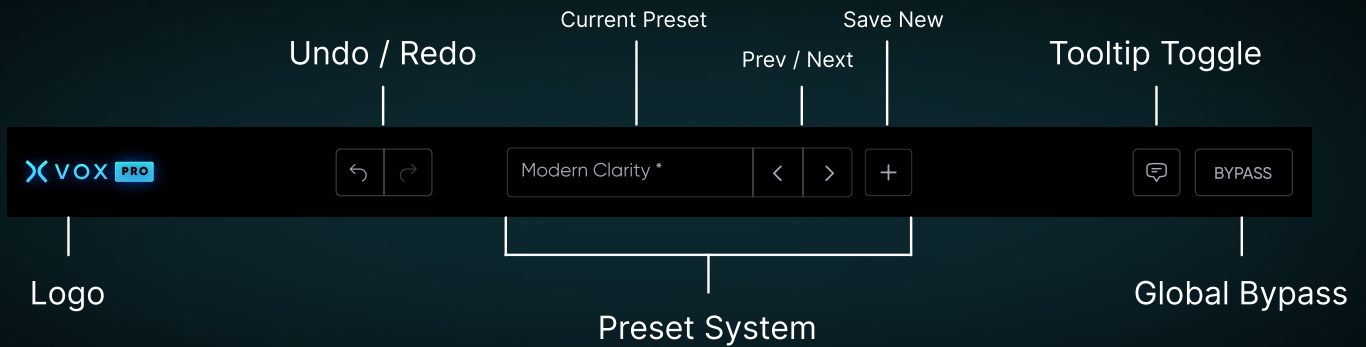 Current Preset
Save New
Undo / Redo
Prev / Next
Tooltip Toggle
VOX PRO
Modern Clarity *
BYPASS
Logo
Preset System
Global Bypass